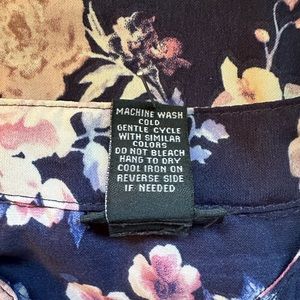 MACHINE WASH
COLD
GENTLE CYCLE
WITH SIMILAR
COLORS
DO NOT BLEACH
HANG TO DRY
COOL IRON ON
REVERSE SIDE
IF NEEDED